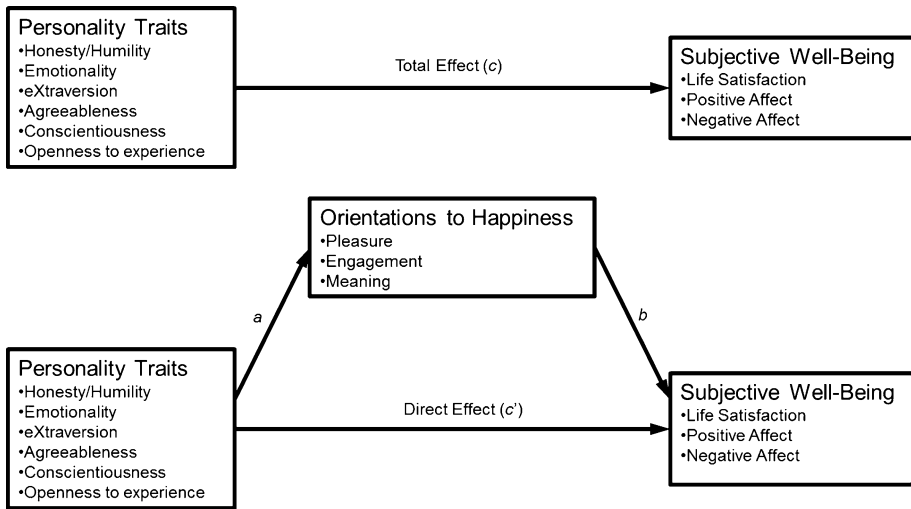 Personality Traits
•Honesty/Humility
•Emotionality
•eXtraversion
•Agreeableness
•Conscientiousness
•Openness to experience
Total Effect (c)
Subjective Well-Being
•Life Satisfaction
•Positive Affect
•Negative Affect
Orientations to Happiness
•Pleasure
•Engagement
•Meaning
a
b
Personality Traits
•Honesty/Humility
•Emotionality
•eXtraversion
•Agreeableness
•Conscientiousness
•Openness to experience
Direct Effect (c')
Subjective Well-Being
•Life Satisfaction
•Positive Affect
•Negative Affect